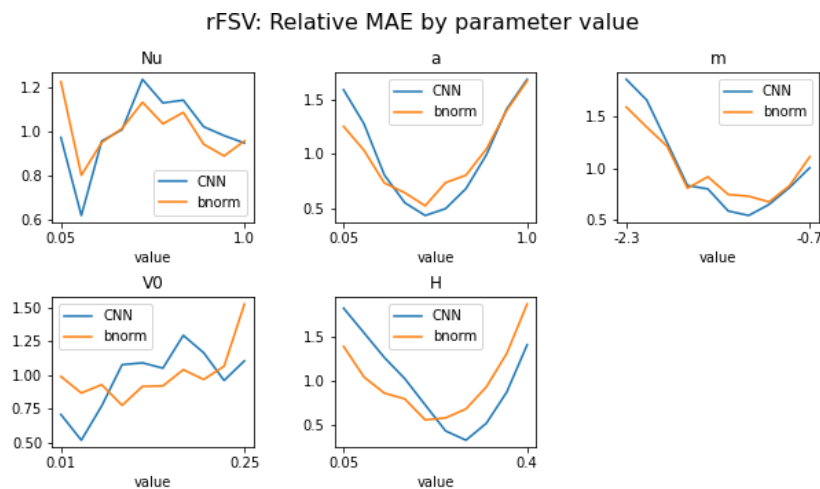 rFSV: Relative MAE by parameter value
Nu
1.2
1.0
0.8
0.6
CNN
bnorm
0.05
1.0
value
a
1.5
1.0
0.5
CNN
bnorm
0.05
1.0
value
m
1.5
1.0
0.5
CNN
bnorm
-2.3
-0.7
value
V0
1.50
1.25
1.00
0.75
0.50
CNN
bnorm
0.01
0.25
value
H
1.5
1.0
0.5
CNN
bnorm
0.05
0.4
value